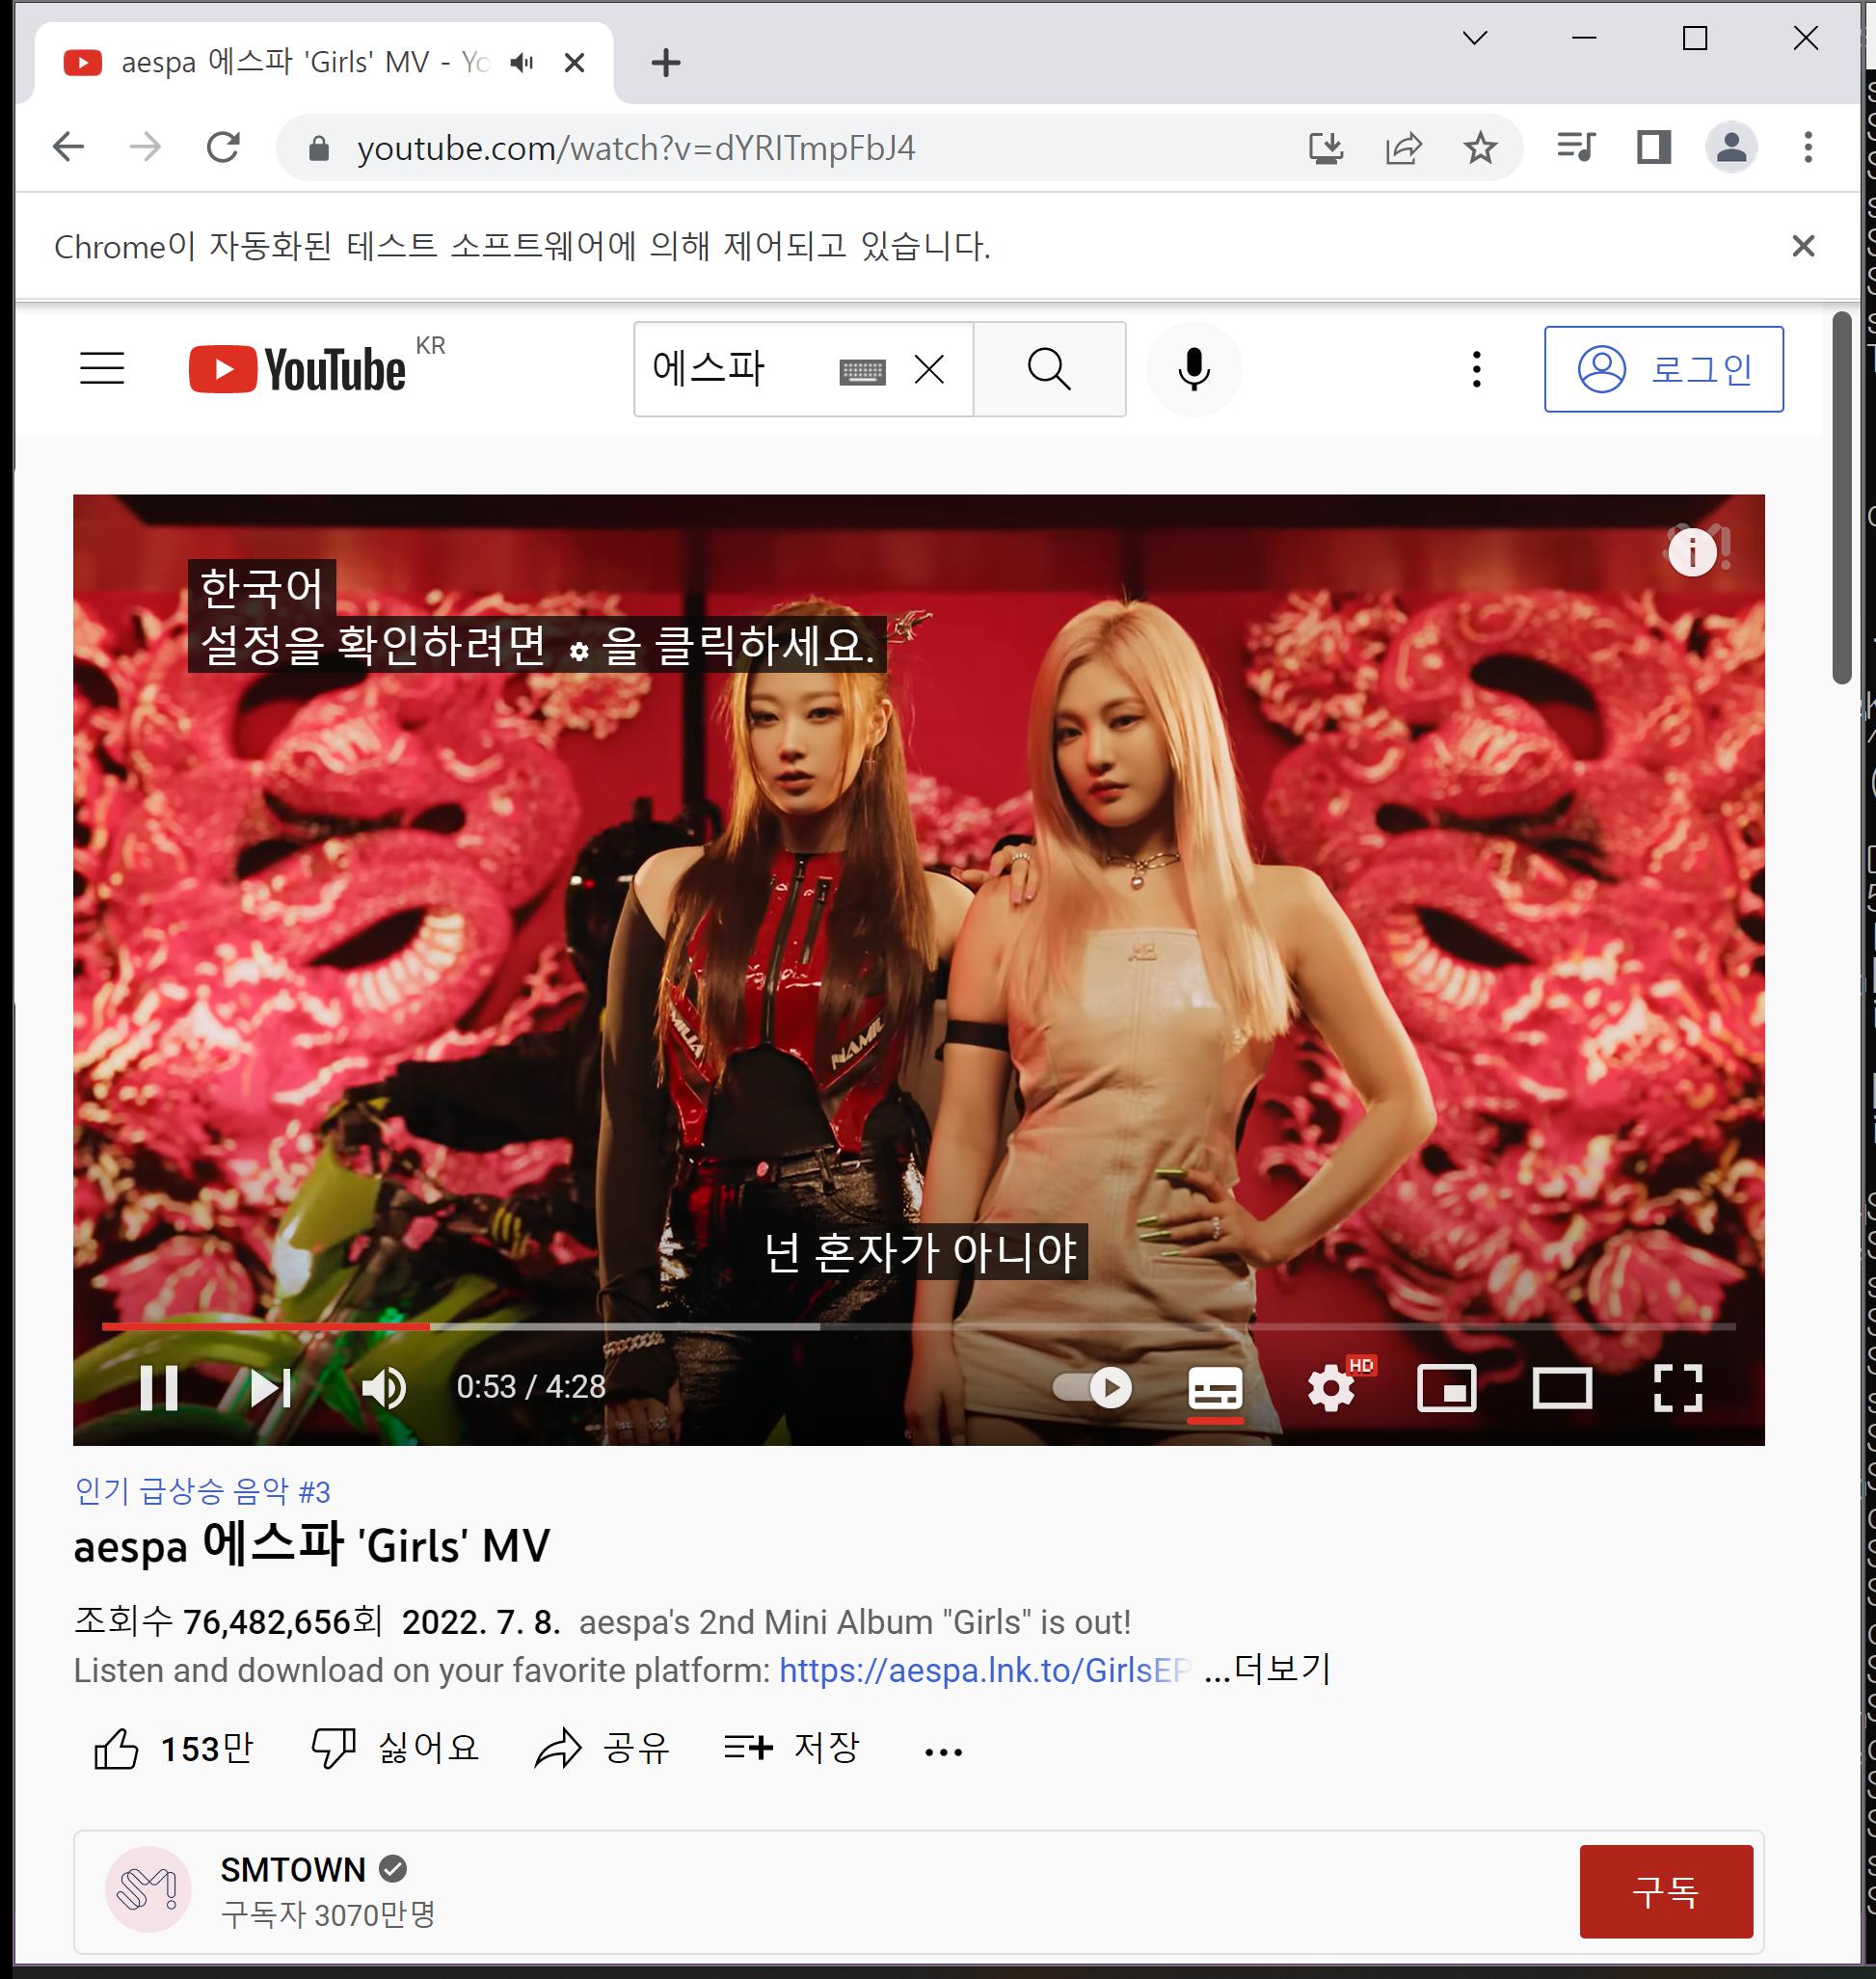 aespa 에스파 'Girls' MV - Yo
youtube.com/watch?v=dYRITmpFbJ4
Chrome이 자동화된 테스트 소프트웨어에 의해 제어되고 있습니다.
YouTube KR
에스파
로그인
한국어
설정을 확인하려면 을 클릭하세요.
넌 혼자가 아니야
0:53 / 4:28
HD
인기 급상승 음악 #3
aespa 에스파 'Girls' MV
조회수 76,482,656회 2022. 7. 8. aespa's 2nd Mini Album "Girls" is out!
Listen and download on your favorite platform: https://aespa.lnk.to/GirlsEP ...더보기
153만 싫어요 공유 저장
SMTOWN
구독자 3070만명
구독